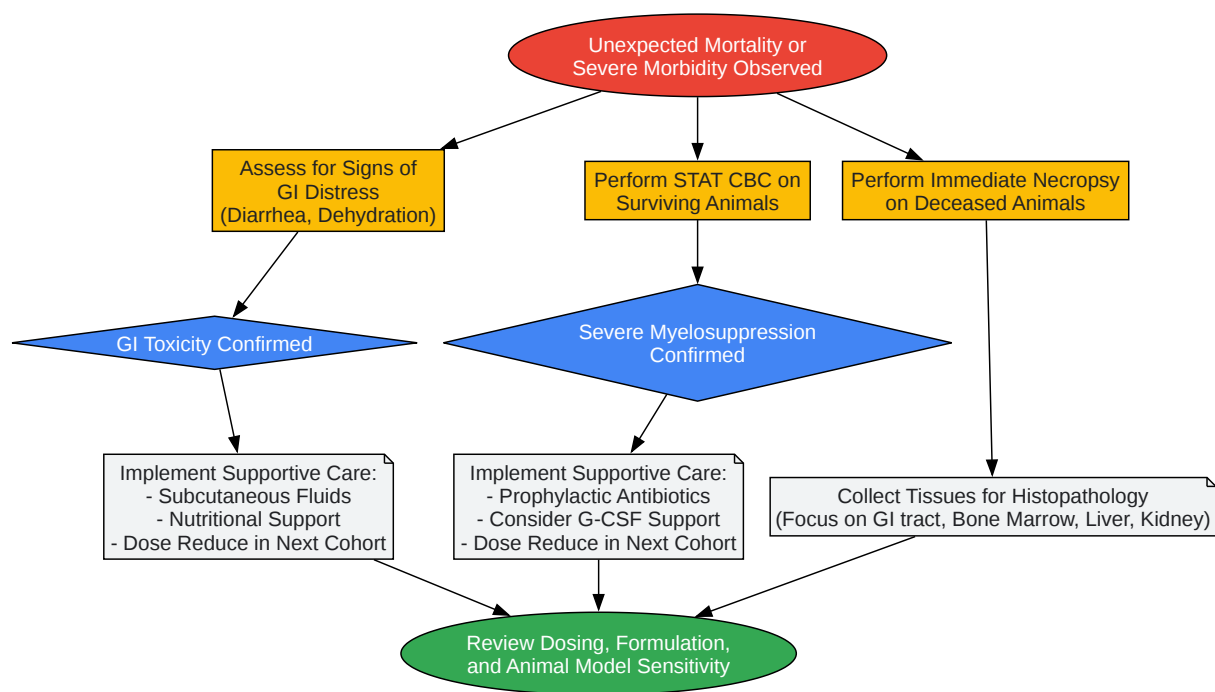 Unexpected Mortality or
Severe Morbidity Observed
Assess for Signs of
GI Distress
(Diarrhea, Dehydration)
Perform STAT CBC on
Surviving Animals
Perform Immediate Necropsy
on Deceased Animals
GI Toxicity Confirmed
Severe Myelosuppression
Confirmed
Implement Supportive Care:
- Subcutaneous Fluids
- Nutritional Support
- Dose Reduce in Next Cohort
Implement Supportive Care:
- Prophylactic Antibiotics
- Consider G-CSF Support
- Dose Reduce in Next Cohort
Collect Tissues for Histopathology
(Focus on GI tract, Bone Marrow, Liver, Kidney)
Review Dosing, Formulation,
and Animal Model Sensitivity